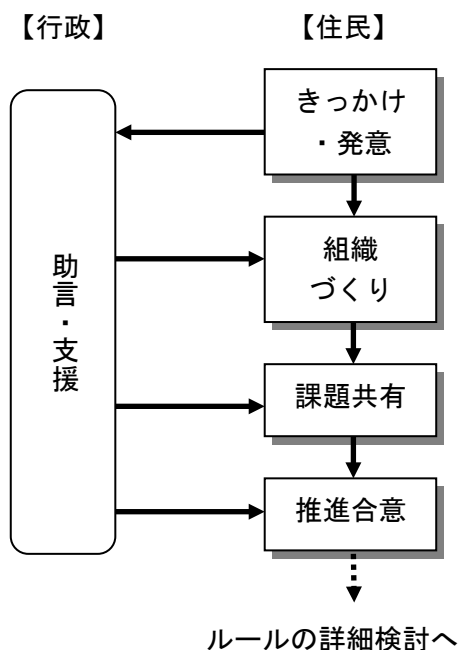 【行政】
【住民】
きっかけ
・発意
組織
づくり
助言・支援
課題共有
推進合意
ルールの詳細検討へ